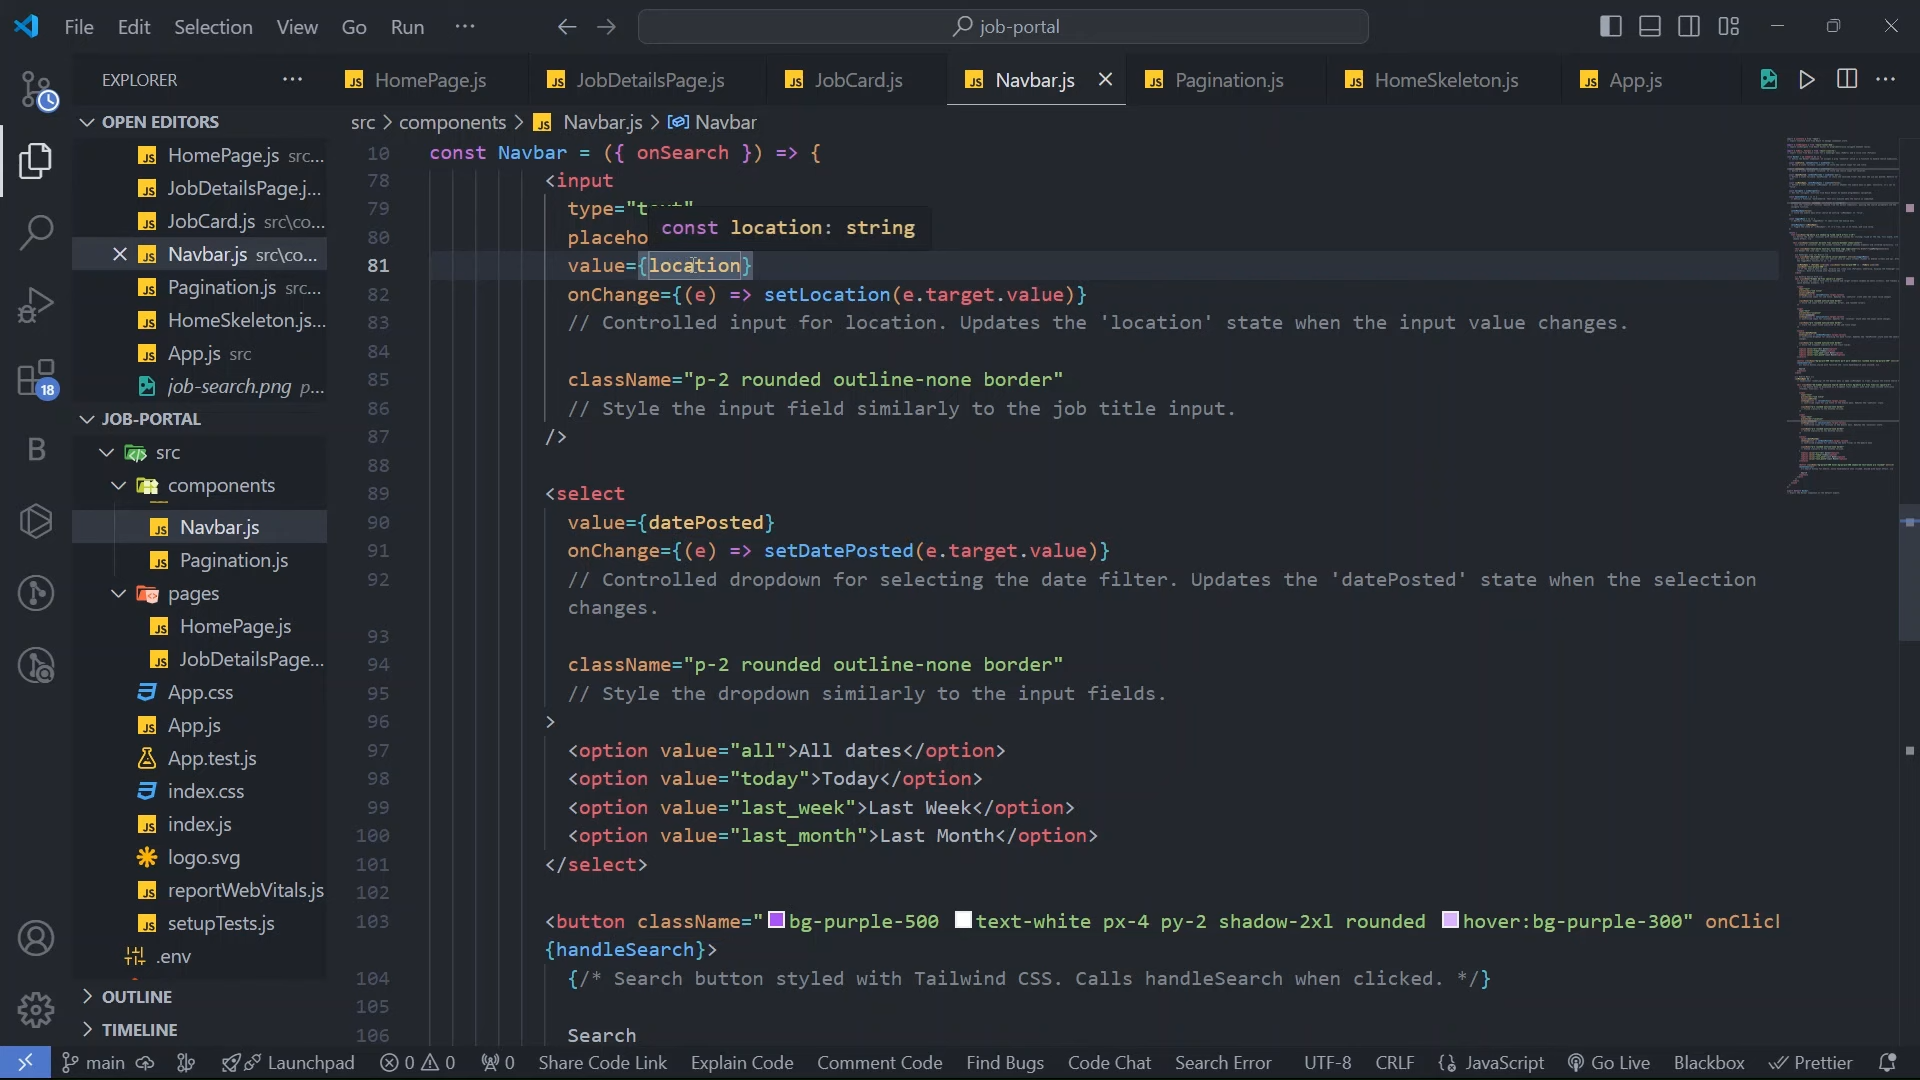 File Edit Selection View Go Run ···
job-portal
EXPLORER ···
HomePage.js
JobDetailsPage.js
JobCard.js
Navbar.js
Pagination.js
HomeSkeleton.js
App.js
OPEN EDITORS
HomePage.js src...
JobDetailsPage.j...
JobCard.js src\co...
Navbar.js src\co...
Pagination.js src...
HomeSkeleton.js...
App.js src
job-search.png p...
JOB-PORTAL
src
components
Navbar.js
Pagination.js
pages
HomePage.js
JobDetailsPage...
App.css
App.js
App.test.js
index.css
index.js
logo.svg
reportWebVitals.js
setupTests.js
.env
OUTLINE
TIMELINE
18
B
src > components > JS Navbar.js > Navbar
10 const Navbar = ({ onSearch }) => {
78 <input
79 type="text"
80 placeho
const location: string
81 value={location}
82 onChange={(e) => setLocation(e.target.value)}
83 // Controlled input for location. Updates the 'location' state when the input value changes.
84
85 className="p-2 rounded outline-none border"
86 // Style the input field similarly to the job title input.
87 />
88
89 <select
90 value={datePosted}
91 onChange={(e) => setDatePosted(e.target.value)}
92 // Controlled dropdown for selecting the date filter. Updates the 'datePosted' state when the selection
changes.
93
94 className="p-2 rounded outline-none border"
95 // Style the dropdown similarly to the input fields.
96 >
97 <option value="all">All dates</option>
98 <option value="today">Today</option>
99 <option value="last_week">Last Week</option>
100 <option value="last_month">Last Month</option>
101 </select>
102
103 <button className="bg-purple-500 text-white px-4 py-2 shadow-2xl rounded hover:bg-purple-300" onClic
{handleSearch}>
104 {/* Search button styled with Tailwind CSS. Calls handleSearch when clicked. */}
105
106 Search
main Launchpad 0 0 0 Share Code Link Explain Code Comment Code Find Bugs Code Chat Search Error UTF-8 CRLF {} JavaScript Go Live Blackbox Prettier